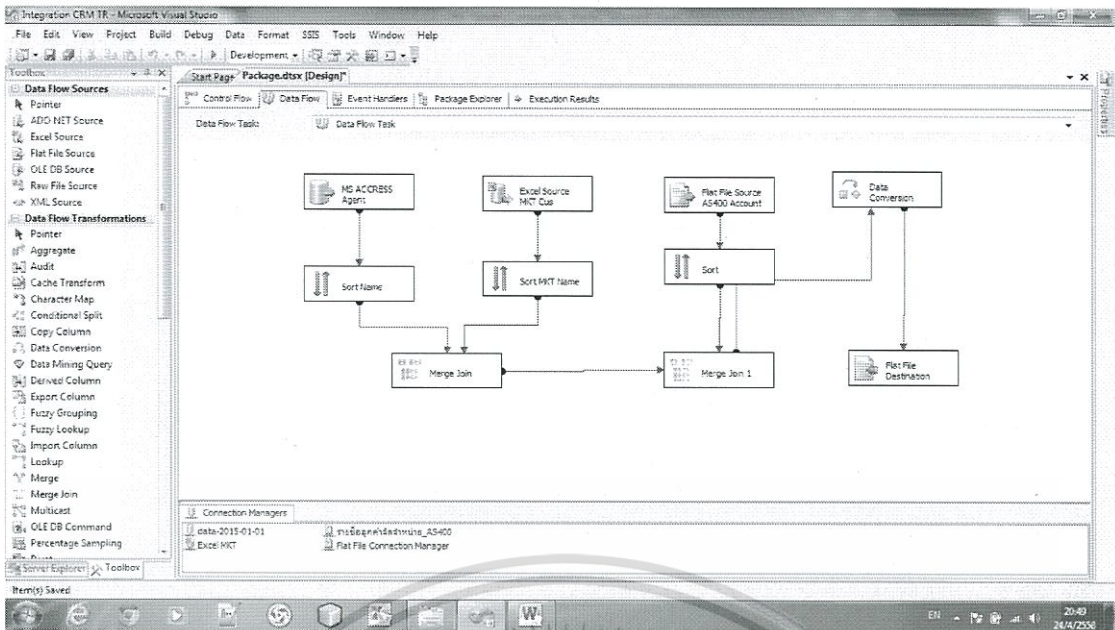 Integration CRM TR - Microsoft Visual Studio
File Edit View Project Build Debug Data Format SSIS Tools Window Help
Development
Toolbox
Start Page Package.dtsx [Design]*
Control Flow Data Flow Event Handlers Package Explorer Execution Results
Data Flow Task: Data Flow Task
Data Flow Sources
Pointer
ADO NET Source
Excel Source
Flat File Source
OLE DB Source
Raw File Source
XML Source
Data Flow Transformations
Pointer
Aggregate
Audit
Cache Transform
Character Map
Conditional Split
Copy Column
Data Conversion
Data Mining Query
Derived Column
Export Column
Fuzzy Grouping
Fuzzy Lookup
Import Column
Lookup
Merge
Merge Join
Multicast
OLE DB Command
Percentage Sampling
Server Explorer Toolbox
MS ACCRESS
Agent
Excel Source
MKT Cus
Flat File Source
AS400 Account
Data
Conversion
Sort Name
Sort MKT Name
Sort
Merge Join
Merge Join 1
Flat File
Destination
Connection Managers
data-2015-01-01
_AS400
Excel MKT
Flat File Connection Manager
Properties
Item(s) Saved
EN
20:49
24/4/2558